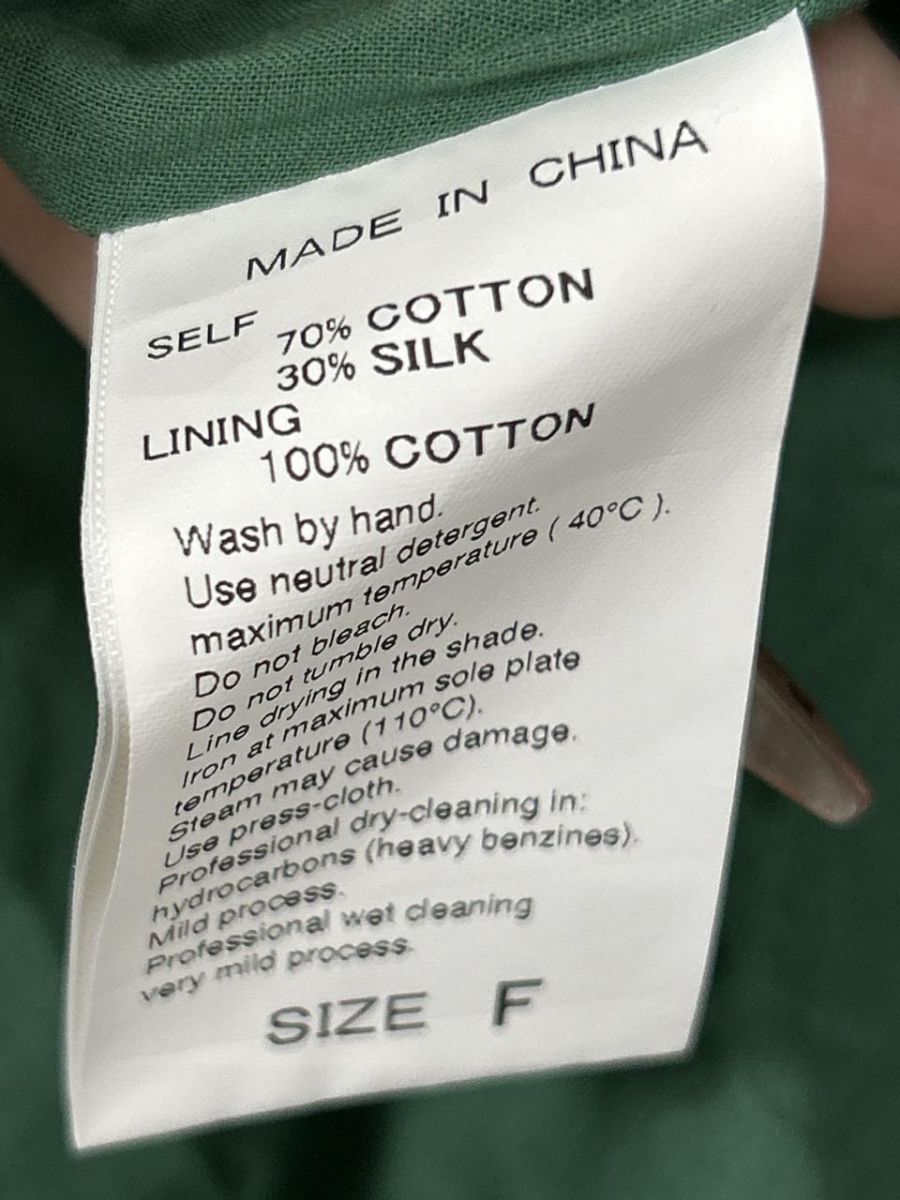 MADE IN CHINA
SELF 70% COTTON
30% SILK
LINING
100% COTTON
Wash by hand.
Use neutral detergent.
maximum temperature ( 40°C ).
Do not bleach.
Do not tumble dry.
Line drying in the shade.
Iron at maximum sole plate
temperature (110°C).
Steam may cause damage.
Use press-cloth.
Professional dry-cleaning in:
hydrocarbons (heavy benzines).
Mild process.
Professional wet cleaning
very mild process.
SIZE F